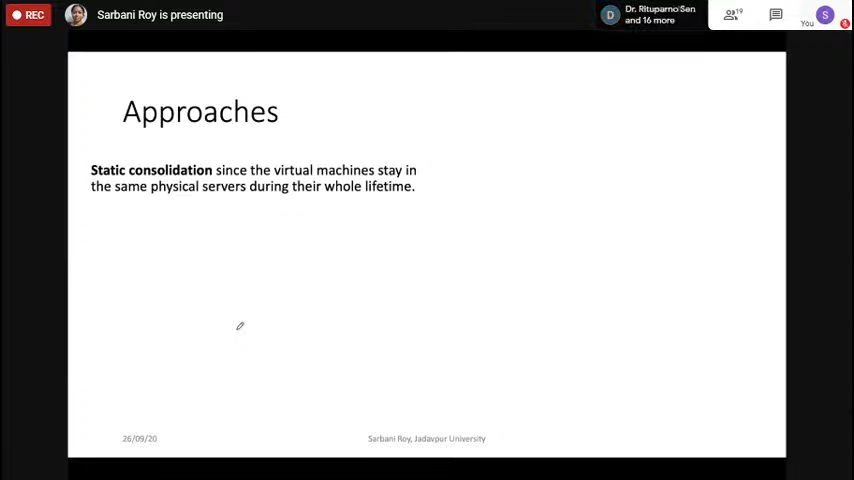 REC
Sarbani Roy is presenting
D
Dr. Rituparno Sen
and 16 more
19
You
S
Approaches
Static consolidation since the virtual machines stay in
the same physical servers during their whole lifetime.
26/09/20
Sarbani Roy, Jadavpur University